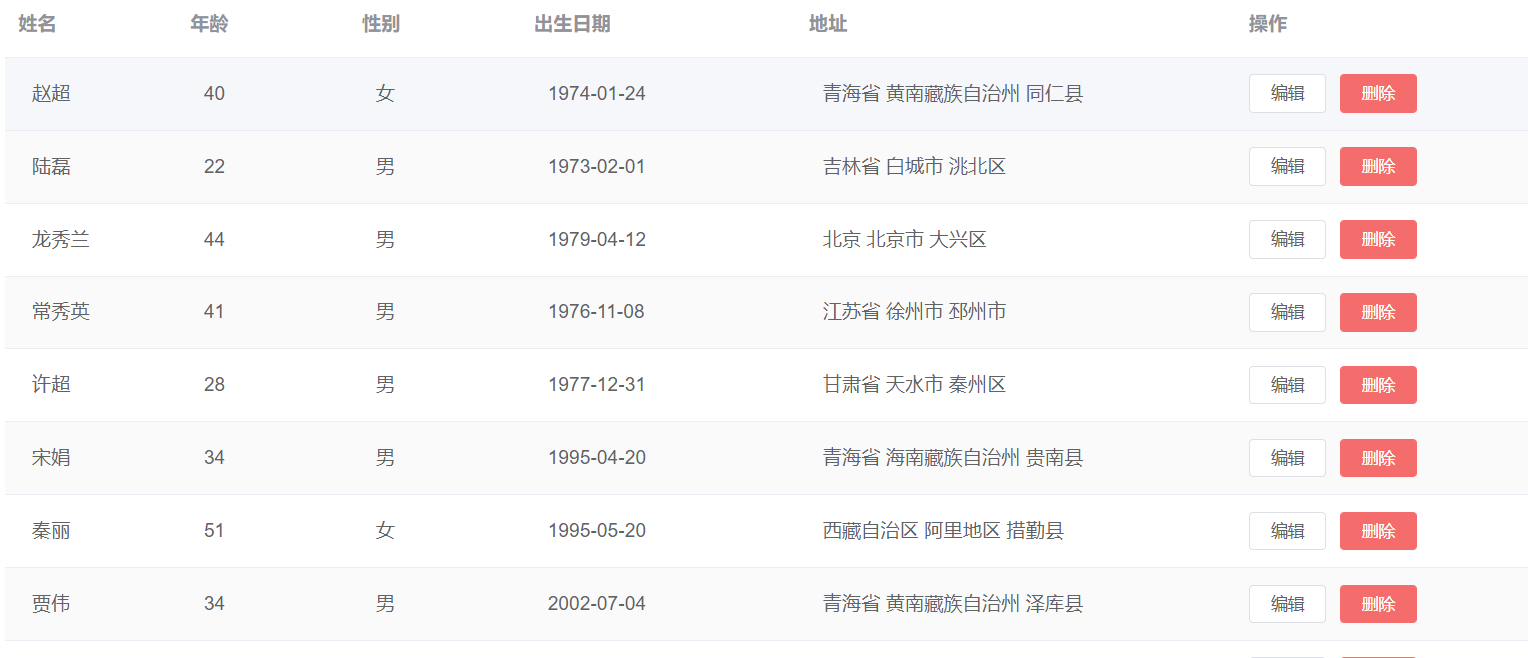 姓名 年龄 性别 出生日期 地址 操作
赵超 40 女 1974-01-24 青海省 黄南藏族自治州 同仁县 编辑 删除
陆磊 22 男 1973-02-01 吉林省 白城市 洮北区 编辑 删除
龙秀兰 44 男 1979-04-12 北京 北京市 大兴区 编辑 删除
常秀英 41 男 1976-11-08 江苏省 徐州市 邳州市 编辑 删除
许超 28 男 1977-12-31 甘肃省 天水市 秦州区 编辑 删除
宋娟 34 男 1995-04-20 青海省 海南藏族自治州 贵南县 编辑 删除
秦丽 51 女 1995-05-20 西藏自治区 阿里地区 措勤县 编辑 删除
贾伟 34 男 2002-07-04 青海省 黄南藏族自治州 泽库县 编辑 删除